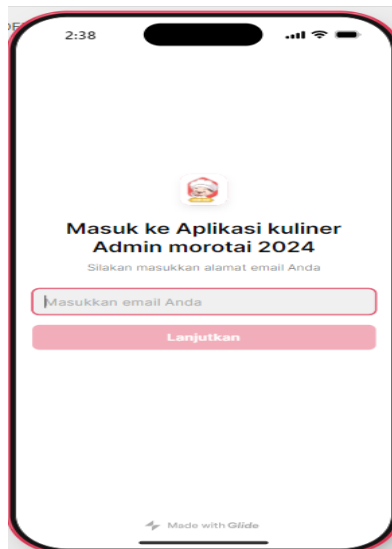 2:38
Masuk ke Aplikasi kuliner
Admin morotai 2024
Silakan masukkan alamat email Anda
Masukkan email Anda
Lanjutkan
Made with Glide